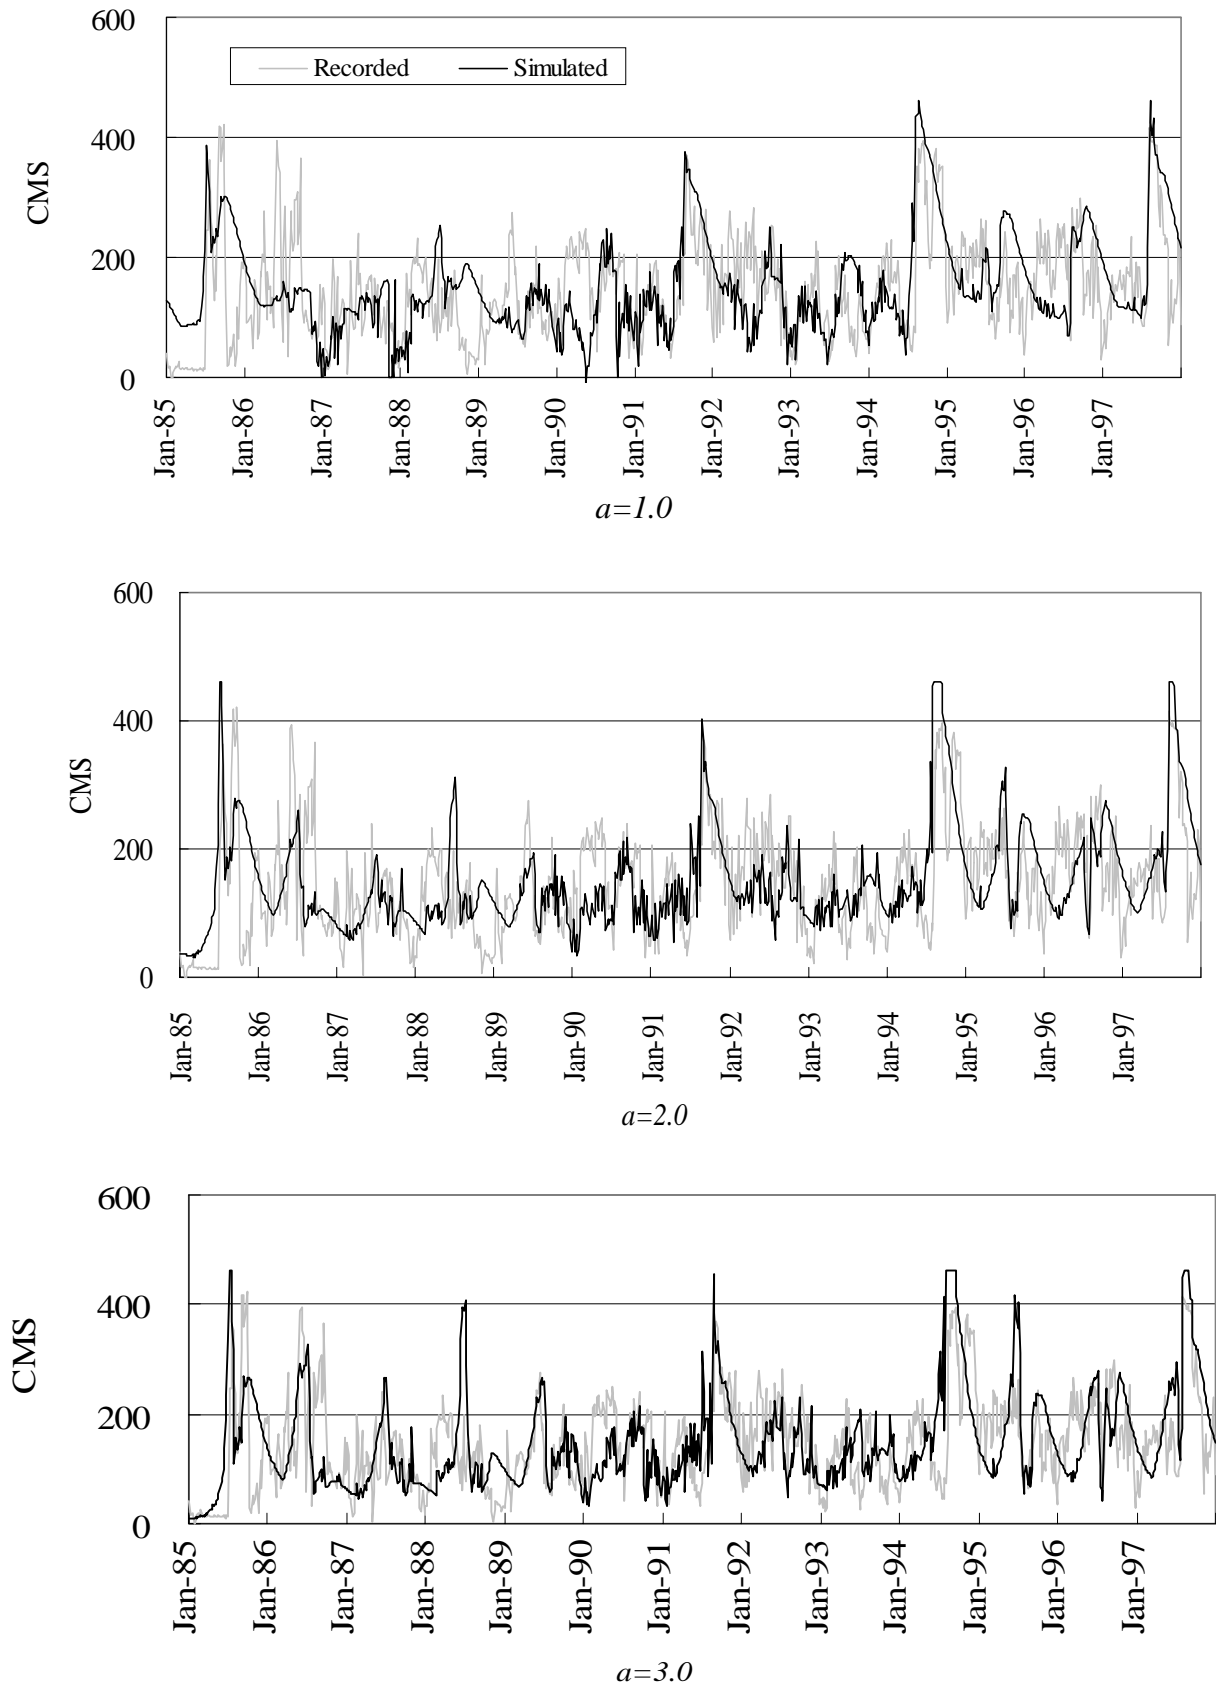 600
Recorded Simulated
400
CMS
200
0
Jan-85 Jan-86 Jan-87 Jan-88 Jan-89 Jan-90 Jan-91 Jan-92 Jan-93 Jan-94 Jan-95 Jan-96 Jan-97
a=1.0
600
400
CMS
200
0
Jan-85 Jan-86 Jan-87 Jan-88 Jan-89 Jan-90 Jan-91 Jan-92 Jan-93 Jan-94 Jan-95 Jan-96 Jan-97
a=2.0
600
400
CMS
200
0
Jan-85 Jan-86 Jan-87 Jan-88 Jan-89 Jan-90 Jan-91 Jan-92 Jan-93 Jan-94 Jan-95 Jan-96 Jan-97
a=3.0